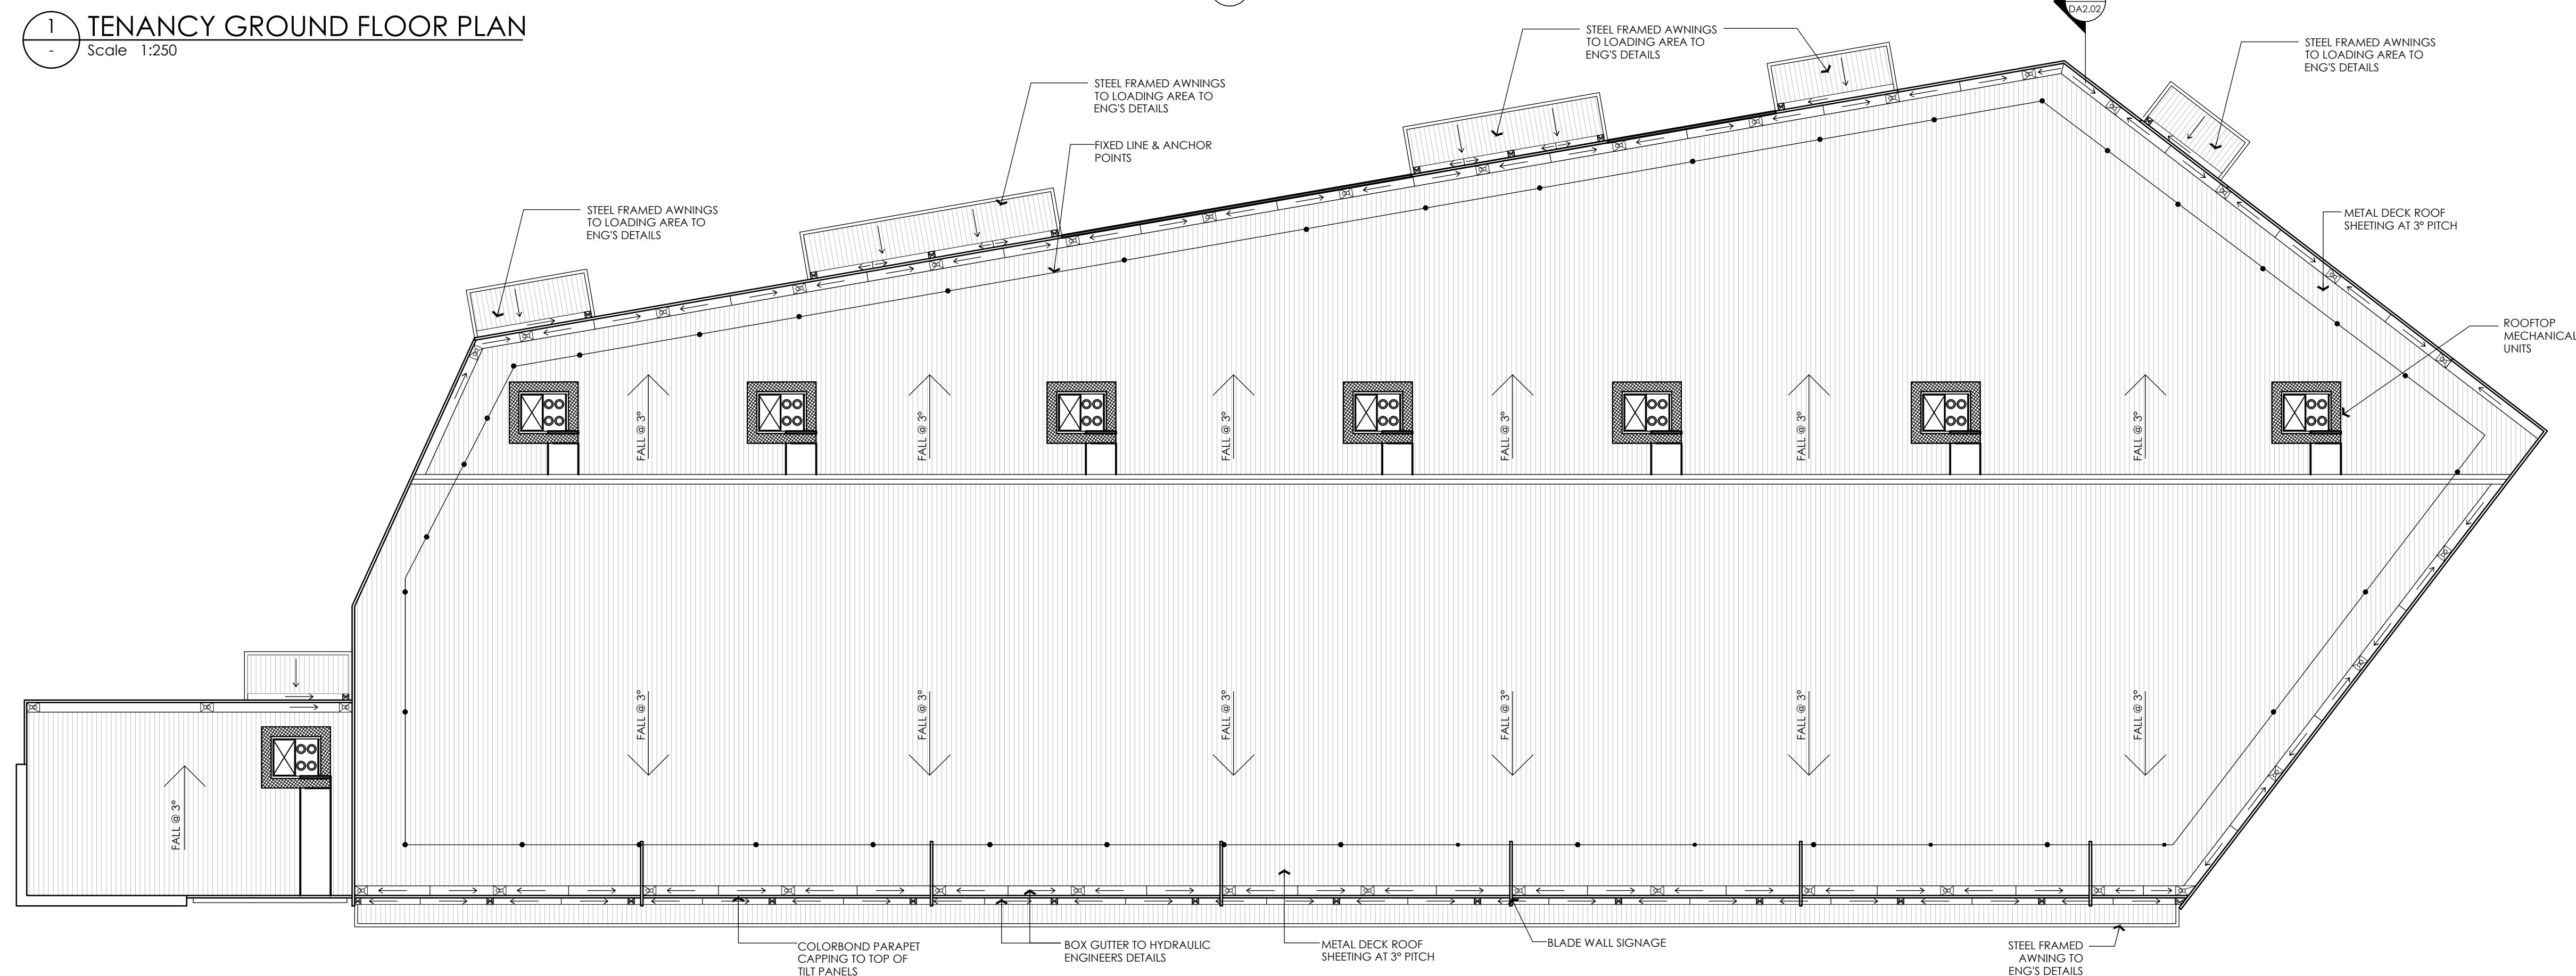 1
-
TENANCY GROUND FLOOR PLAN
Scale 1:250
DA2.02
STEEL FRAMED AWNINGS
TO LOADING AREA TO
ENG'S DETAILS
STEEL FRAMED AWNINGS
TO LOADING AREA TO
ENG'S DETAILS
STEEL FRAMED AWNINGS
TO LOADING AREA TO
ENG'S DETAILS
FIXED LINE & ANCHOR
POINTS
STEEL FRAMED AWNINGS
TO LOADING AREA TO
ENG'S DETAILS
METAL DECK ROOF
SHEETING AT 3° PITCH
ROOFTOP
MECHANICAL
UNITS
FALL @ 3°
FALL @ 3°
FALL @ 3°
FALL @ 3°
FALL @ 3°
FALL @ 3°
FALL @ 3°
FALL @ 3°
FALL @ 3°
FALL @ 3°
FALL @ 3°
FALL @ 3°
FALL @ 3°
COLORBOND PARAPET
CAPPING TO TOP OF
TILT PANELS
BOX GUTTER TO HYDRAULIC
ENGINEERS DETAILS
METAL DECK ROOF
SHEETING AT 3° PITCH
BLADE WALL SIGNAGE
STEEL FRAMED
AWNING TO
ENG'S DETAILS